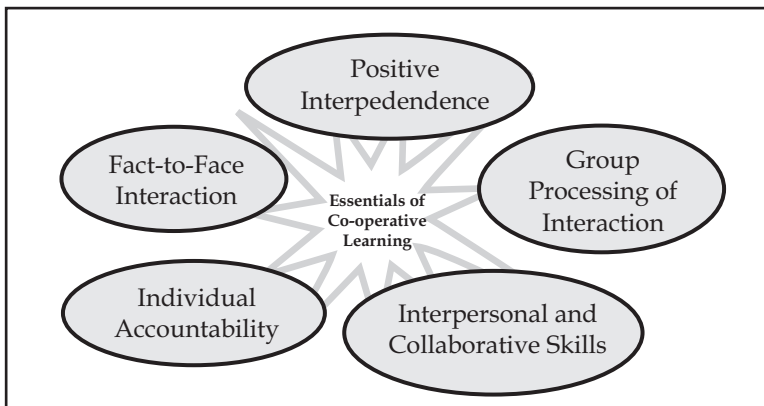 Positive
Interpedendence
Fact-to-Face
Interaction
Group
Processing of
Interaction
Essentials of
Co-operative
Learning
Individual
Accountability
Interpersonal and
Collaborative Skills